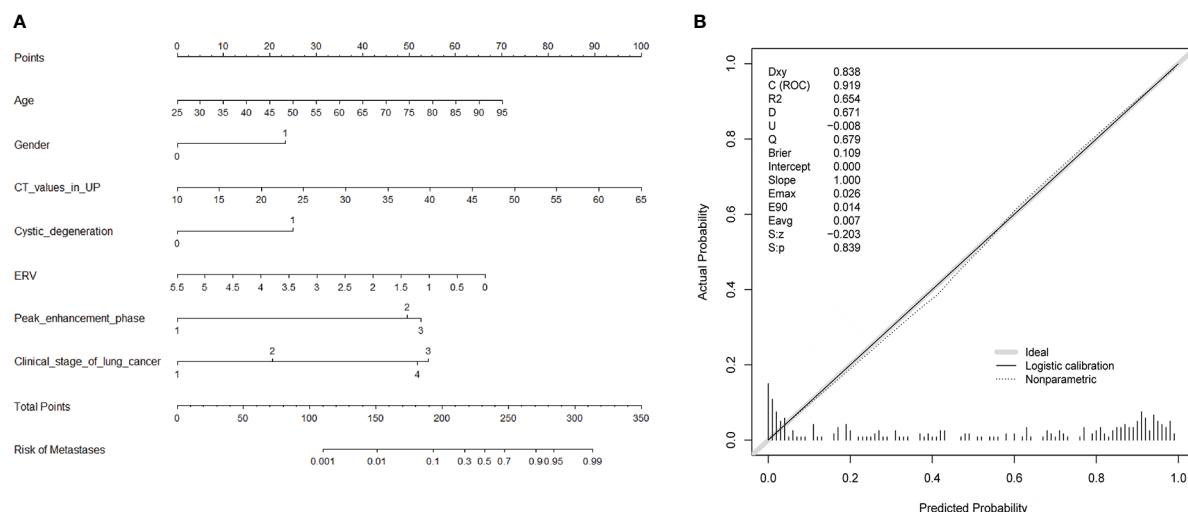 A
Points
0 10 20 30 40 50 60 70 80 90 100
Age
25 30 35 40 45 50 55 60 65 70 75 80 85 90 95
Gender
1
0
CT_values_in_UP
10 15 20 25 30 35 40 45 50 55 60 65
Cystic_degeneration
1
0
ERV
5.5 5 4.5 4 3.5 3 2.5 2 1.5 1 0.5 0
Peak_enhancement_phase
2
1 3
Clinical_stage_of_lung_cancer
2 3
1 4
Total Points
0 50 100 150 200 250 300 350
Risk of Metastases
0.001 0.01 0.1 0.3 0.5 0.7 0.9 0.95 0.99
B
Dxy 0.838
C (ROC) 0.919
R2 0.654
D 0.671
U −0.008
Q 0.679
Brier 0.109
Intercept 0.000
Slope 1.000
Emax 0.026
E90 0.014
Eavg 0.007
S:z −0.203
S:p 0.839
Actual Probability
1.0
0.8
0.6
0.4
0.2
0.0
Ideal
Logistic calibration
Nonparametric
0.0 0.2 0.4 0.6 0.8 1.0
Predicted Probability